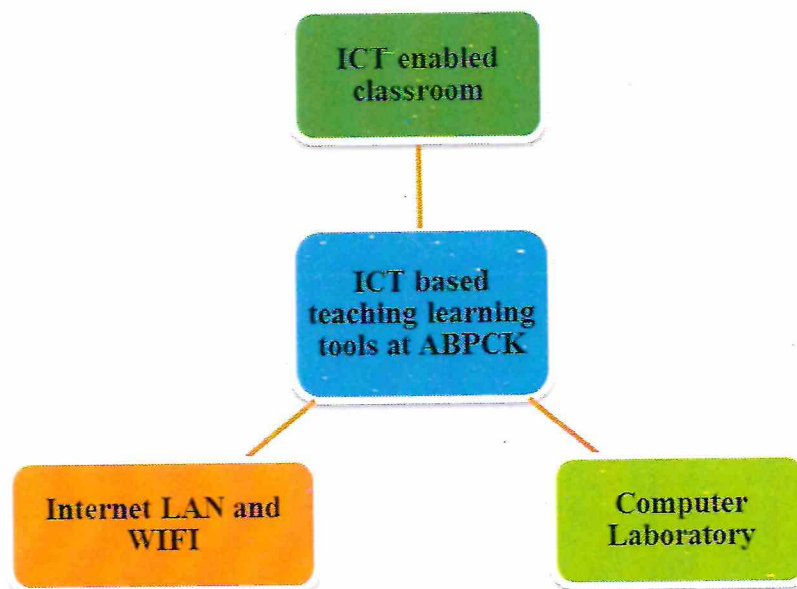 ICT enabled
classroom
ICT based
teaching learning
tools at ABPCK
Internet LAN and
WIFI
Computer
Laboratory